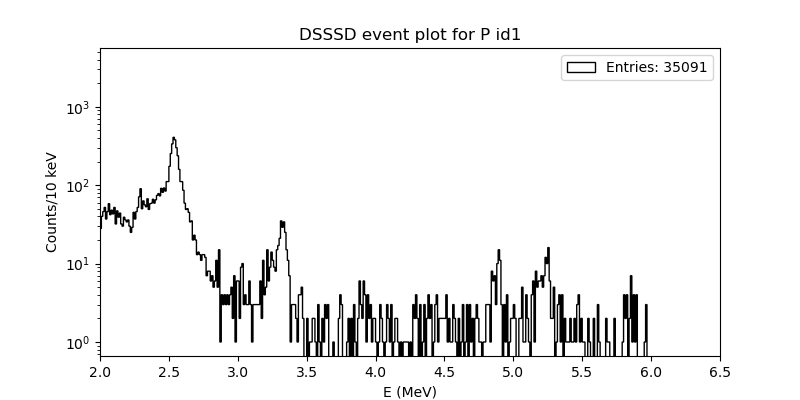 DSSSD event plot for P id1
Entries: 35091
Counts/10 keV
10³
10²
10¹
10⁰
2.0 2.5 3.0 3.5 4.0 4.5 5.0 5.5 6.0 6.5
E (MeV)